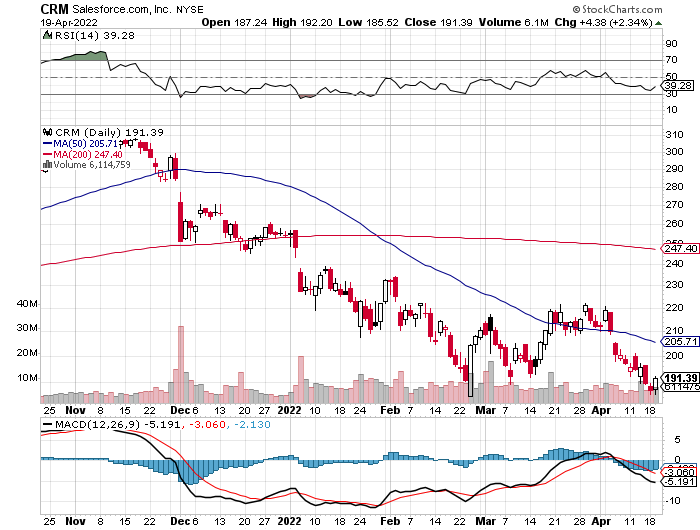 CRM Salesforce.com, Inc. NYSE © StockCharts.com
19-Apr-2022 Open 187.24 High 192.20 Low 185.52 Close 191.39 Volume 6.1M Chg +4.38 (+2.34%)
RSI(14) 39.28
90
70
50
39.28
30
10
CRM (Daily) 191.39
MA(50) 205.71
MA(200) 247.40
Volume 6,114,759
310
300
290
280
270
260
250
247.40
240
230
220
210
205.71
200
191.39
40M
30M
20M
10M
25 Nov 8 15 22 Dec 6 13 20 27 2022 10 18 24 Feb 7 14 22 Mar 7 14 21 28 Apr 11 18
MACD(12,26,9) -5.191, -3.060, -2.130
5
0
-3.060
-5.191
-10
25 Nov 8 15 22 Dec 6 13 20 27 2022 10 18 24 Feb 7 14 22 Mar 7 14 21 28 Apr 11 18